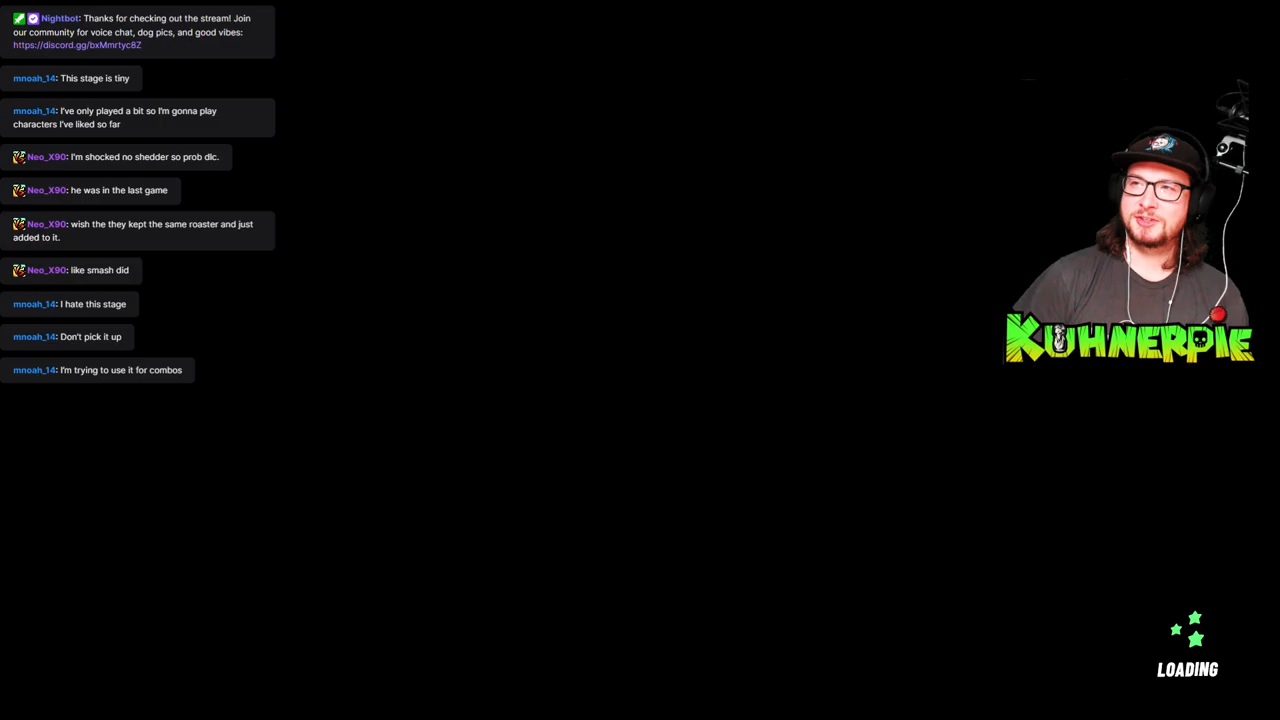 Nightbot: Thanks for checking out the stream! Join
our community for voice chat, dog pics, and good vibes:
https://discord.gg/bxMmrtyc8Z
mnoah_14: This stage is tiny
mnoah_14: I've only played a bit so I'm gonna play
characters I've liked so far
Neo_X90: I'm shocked no shedder so prob dlc.
Neo_X90: he was in the last game
Neo_X90: wish the they kept the same roaster and just
added to it.
Neo_X90: like smash did
mnoah_14: I hate this stage
mnoah_14: Don't pick it up
mnoah_14: I'm trying to use it for combos
KUHNERPIE
LOADING